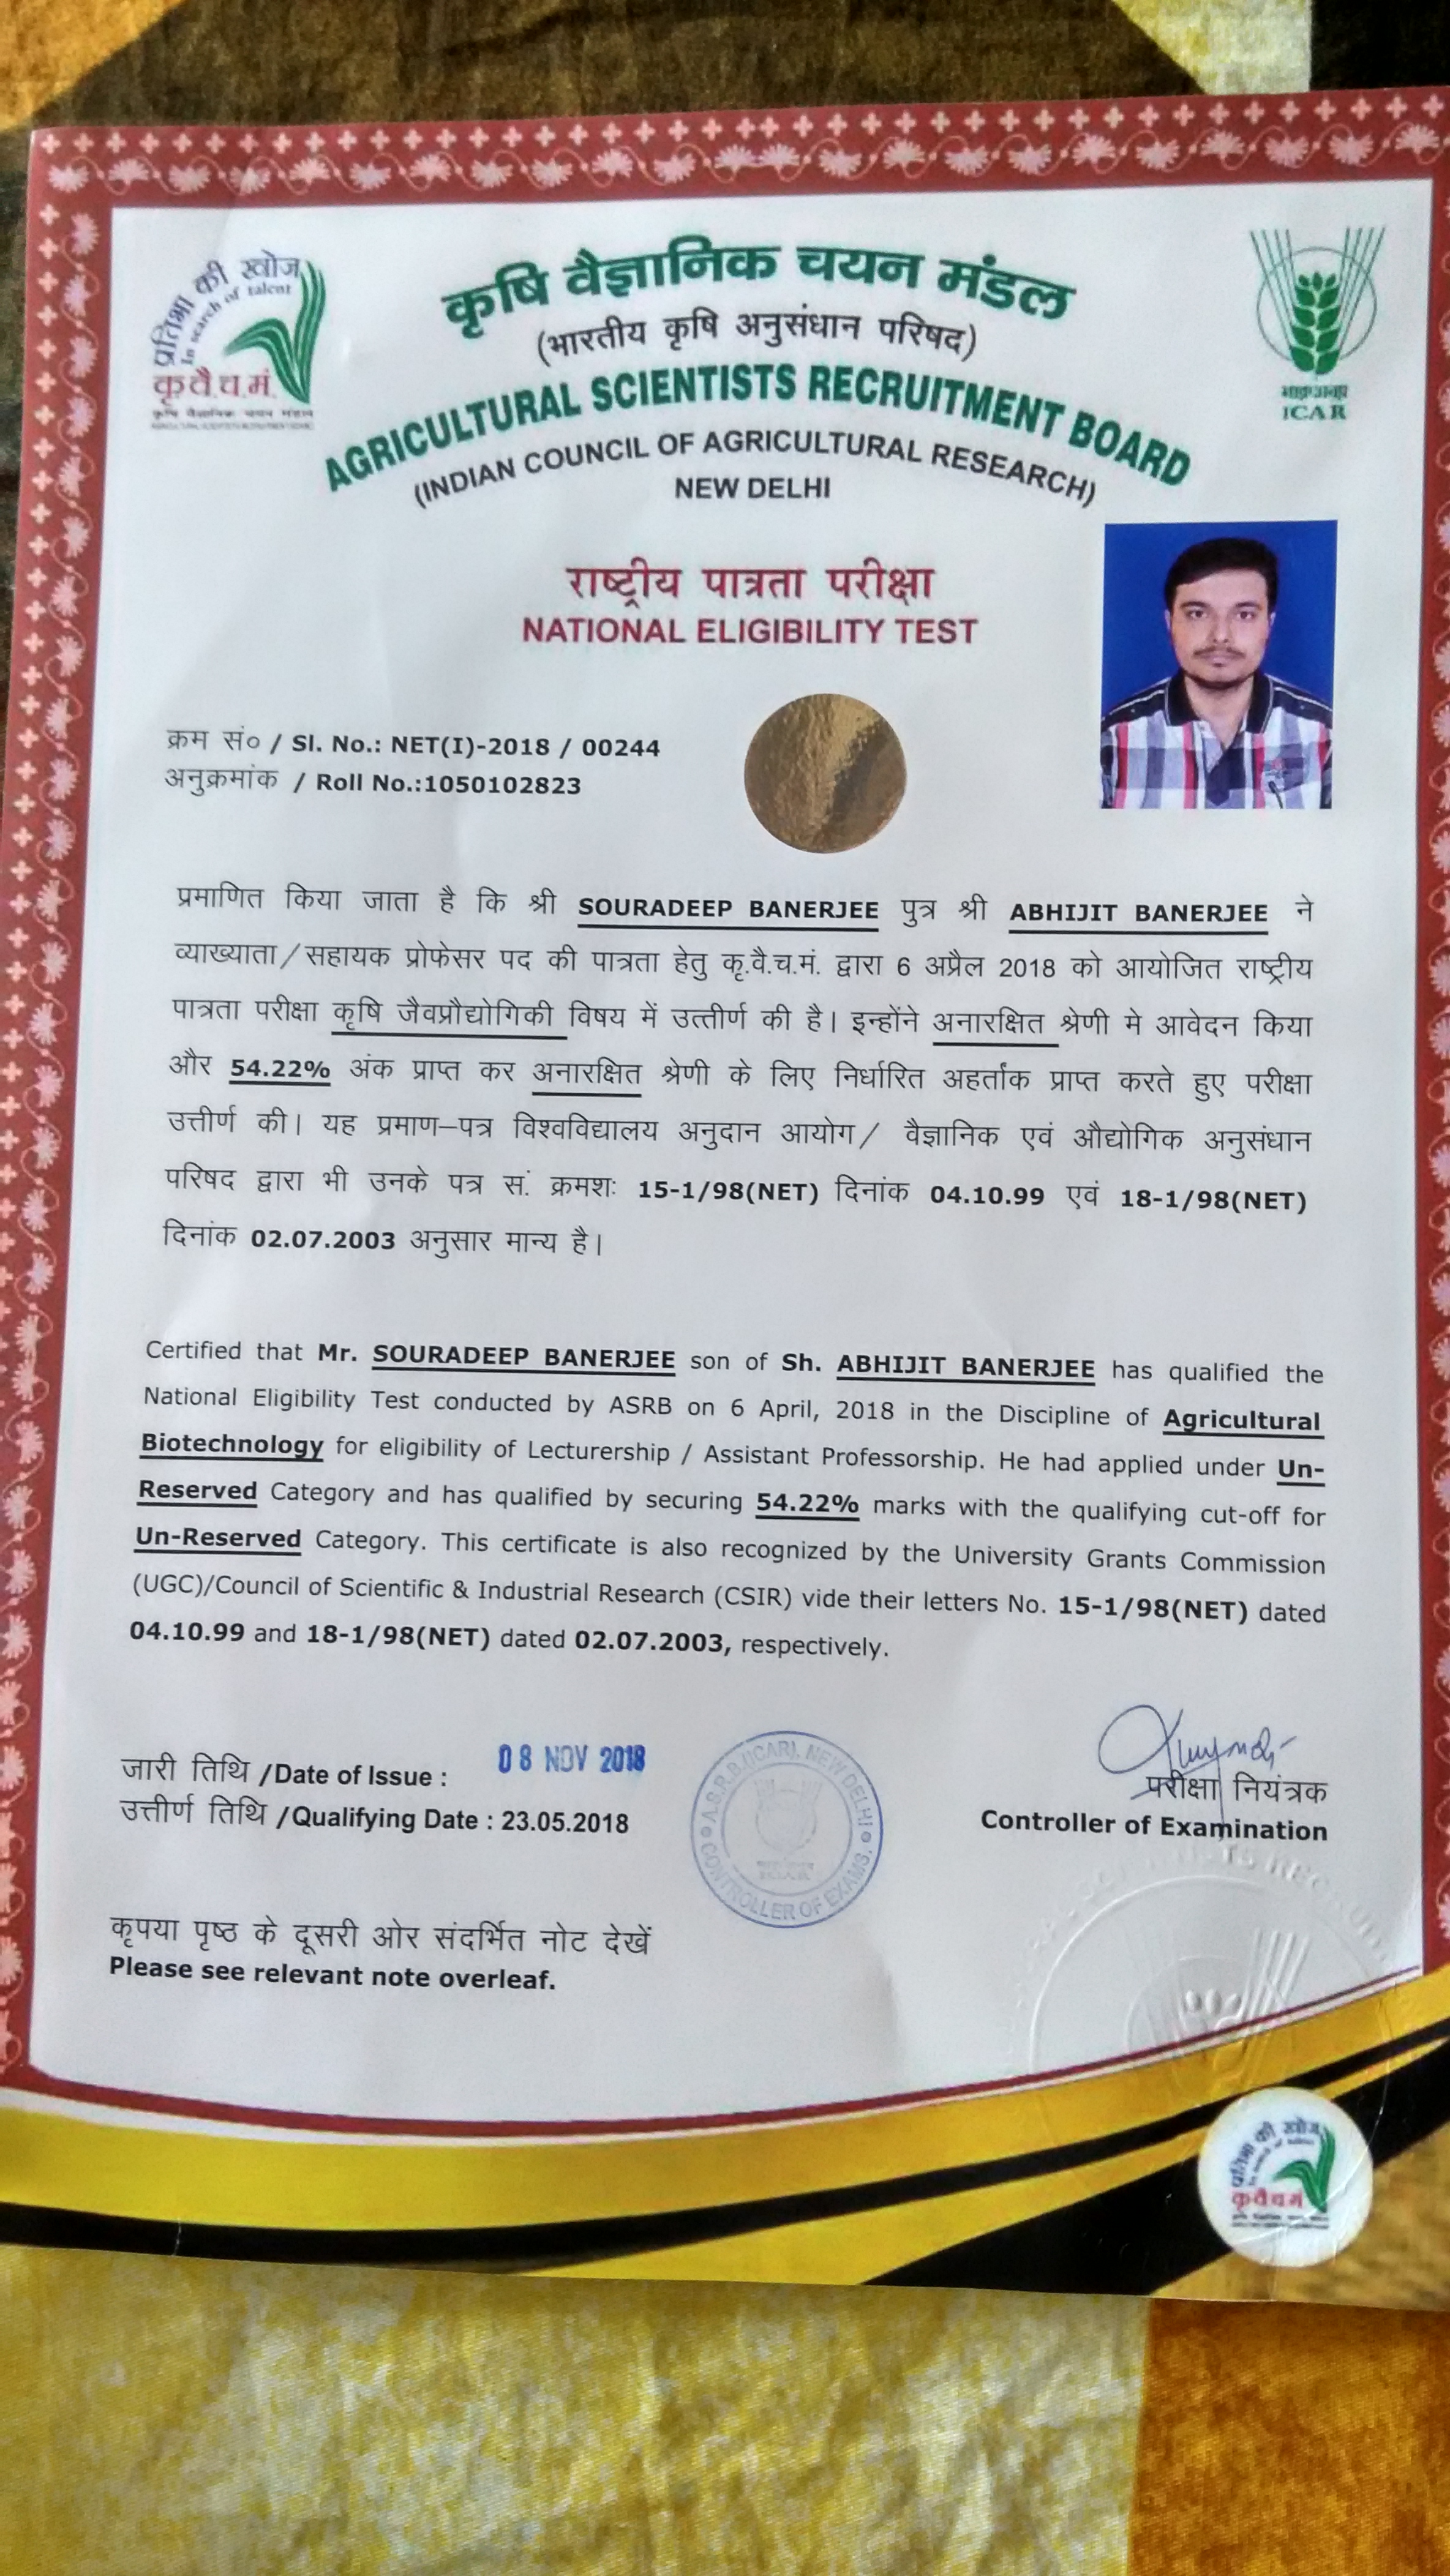 प्रतिभा की खोज
In search of talent
कृ.वै.च.मं.
कृषि वैज्ञानिक चयन मंडल
कृषि वैज्ञानिक चयन मंडल
(भारतीय कृषि अनुसंधान परिषद)
AGRICULTURAL SCIENTISTS RECRUITMENT BOARD
(INDIAN COUNCIL OF AGRICULTURAL RESEARCH)
NEW DELHI
भाकृअनुप
ICAR
राष्ट्रीय पात्रता परीक्षा
NATIONAL ELIGIBILITY TEST
क्रम सं० / Sl. No.: NET(I)-2018 / 00244
अनुक्रमांक / Roll No.:1050102823
प्रमाणित किया जाता है कि श्री SOURADEEP BANERJEE पुत्र श्री ABHIJIT BANERJEE ने
व्याख्याता/सहायक प्रोफेसर पद की पात्रता हेतु कृ.वै.च.मं. द्वारा 6 अप्रैल 2018 को आयोजित राष्ट्रीय
पात्रता परीक्षा कृषि जैवप्रौद्योगिकी विषय में उत्तीर्ण की है। इन्होंने अनारक्षित श्रेणी मे आवेदन किया
और 54.22% अंक प्राप्त कर अनारक्षित श्रेणी के लिए निर्धारित अहर्तांक प्राप्त करते हुए परीक्षा
उत्तीर्ण की। यह प्रमाण–पत्र विश्वविद्यालय अनुदान आयोग/ वैज्ञानिक एवं औद्योगिक अनुसंधान
परिषद द्वारा भी उनके पत्र सं. क्रमशः 15-1/98(NET) दिनांक 04.10.99 एवं 18-1/98(NET)
दिनांक 02.07.2003 अनुसार मान्य है।
Certified that Mr. SOURADEEP BANERJEE son of Sh. ABHIJIT BANERJEE has qualified the
National Eligibility Test conducted by ASRB on 6 April, 2018 in the Discipline of Agricultural
Biotechnology for eligibility of Lecturership / Assistant Professorship. He had applied under Un-
Reserved Category and has qualified by securing 54.22% marks with the qualifying cut-off for
Un-Reserved Category. This certificate is also recognized by the University Grants Commission
(UGC)/Council of Scientific & Industrial Research (CSIR) vide their letters No. 15-1/98(NET) dated
04.10.99 and 18-1/98(NET) dated 02.07.2003, respectively.
जारी तिथि /Date of Issue : 08 NOV 2018
उत्तीर्ण तिथि /Qualifying Date : 23.05.2018
A.S.R.B.(ICAR), NEW DELHI
CONTROLLER OF EXAMS.
परीक्षा नियंत्रक
Controller of Examination
कृपया पृष्ठ के दूसरी ओर संदर्भित नोट देखें
Please see relevant note overleaf.
प्रतिभा की खोज
कृवैचमं